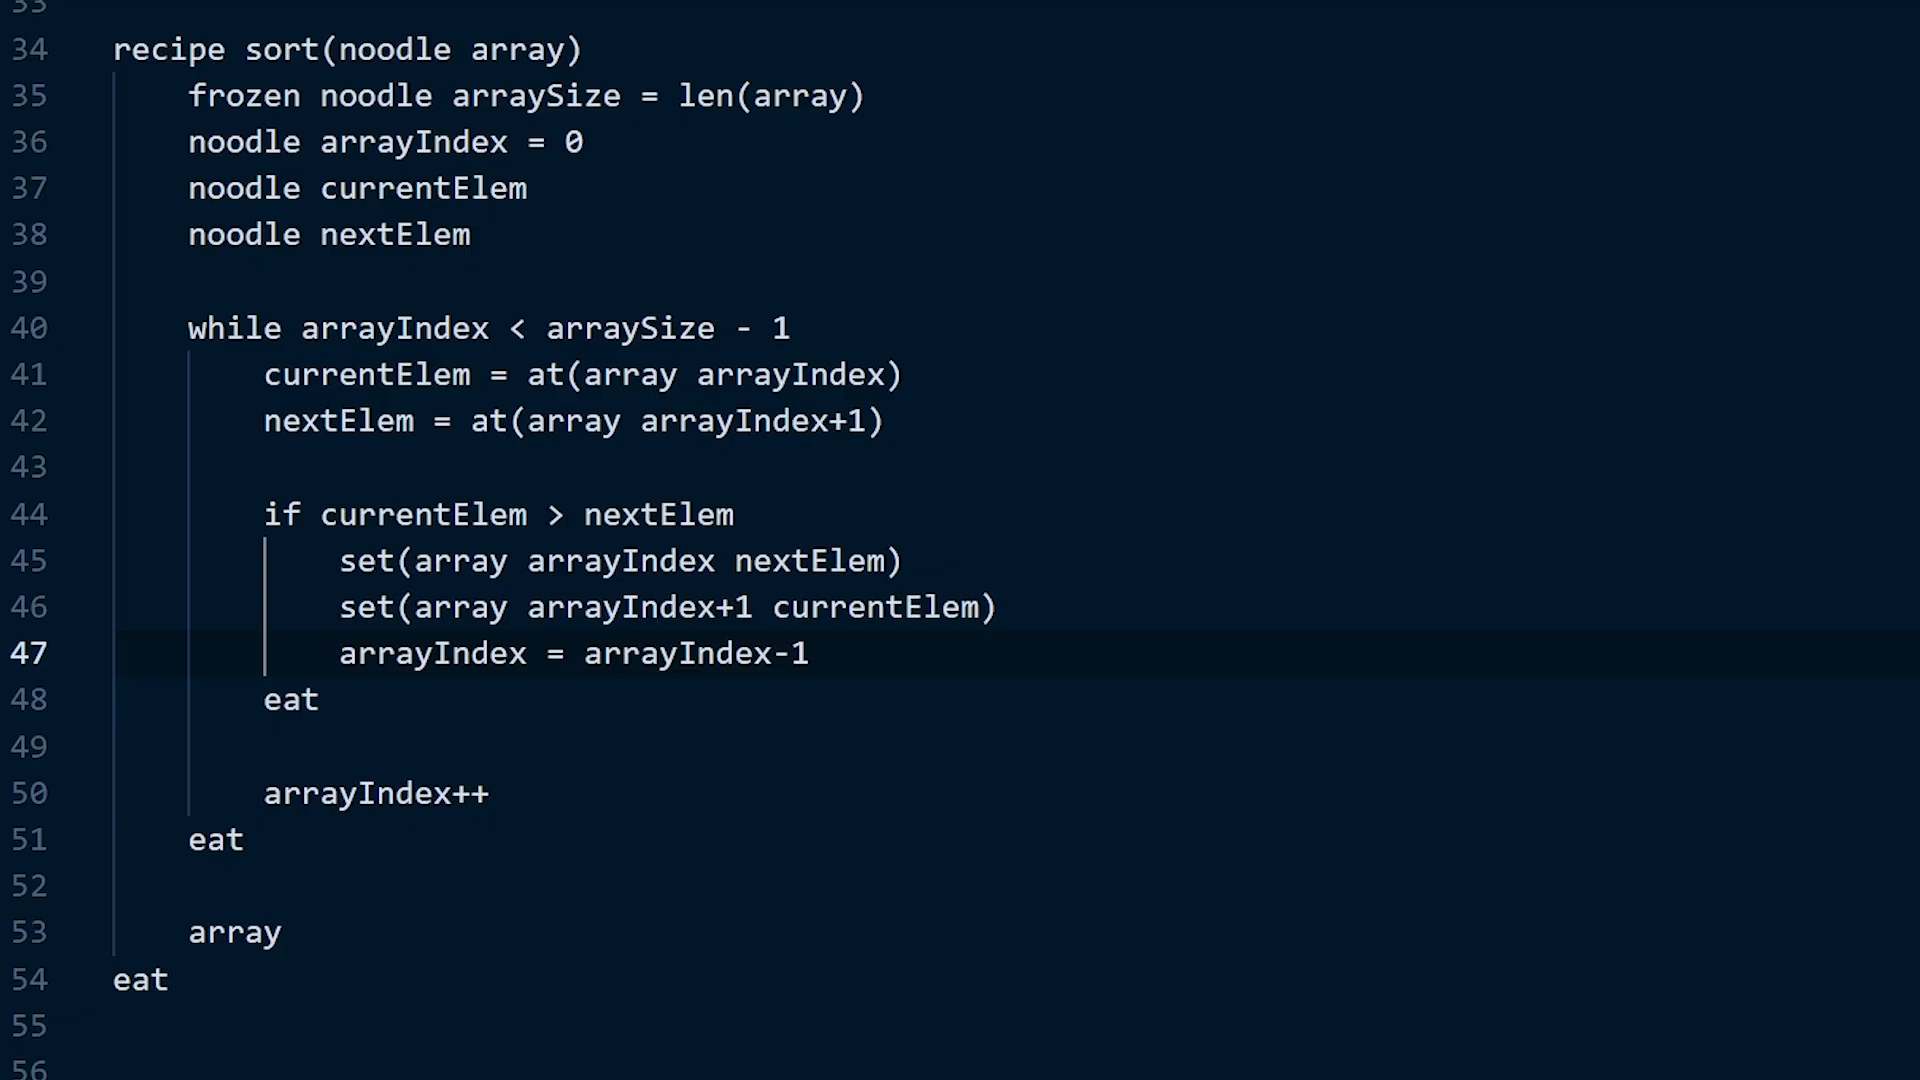 33
34 recipe sort(noodle array)
35 frozen noodle arraySize = len(array)
36 noodle arrayIndex = 0
37 noodle currentElem
38 noodle nextElem
39
40 while arrayIndex < arraySize - 1
41 currentElem = at(array arrayIndex)
42 nextElem = at(array arrayIndex+1)
43
44 if currentElem > nextElem
45 set(array arrayIndex nextElem)
46 set(array arrayIndex+1 currentElem)
47 arrayIndex = arrayIndex-1
48 eat
49
50 arrayIndex++
51 eat
52
53 array
54 eat
55
56